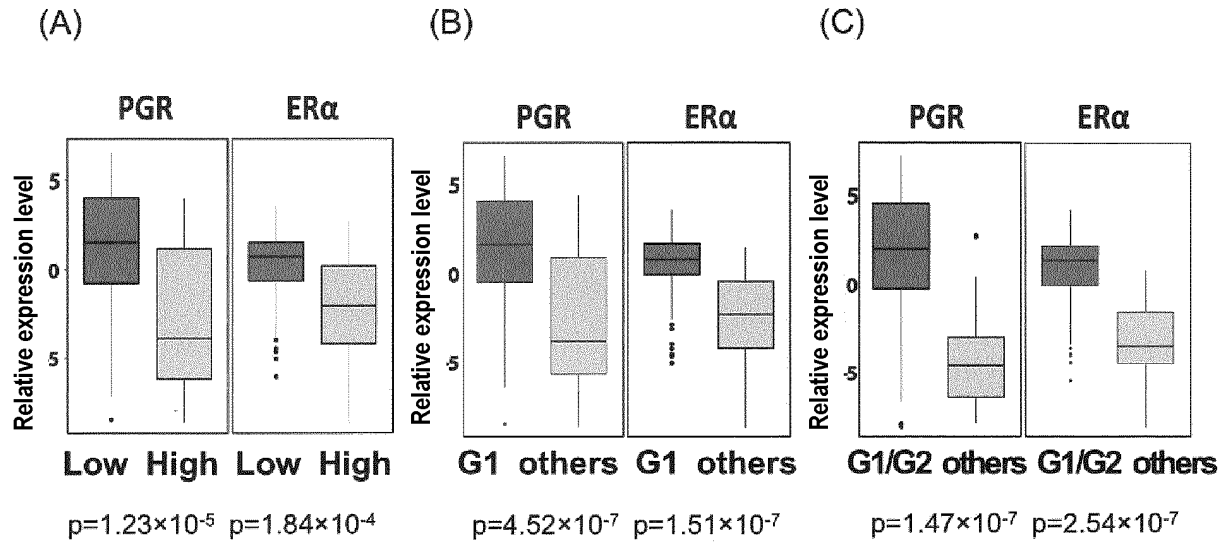 (A)
(B)
(C)
PGR ERα
Relative expression level
5
0
5
Low High Low High
p=1.23×10-5 p=1.84×10-4
PGR ERα
Relative expression level
5
0
-5
G1 others G1 others
p=4.52×10-7 p=1.51×10-7
PGR ERα
Relative expression level
5
0
-5
G1/G2 others G1/G2 others
p=1.47×10-7 p=2.54×10-7